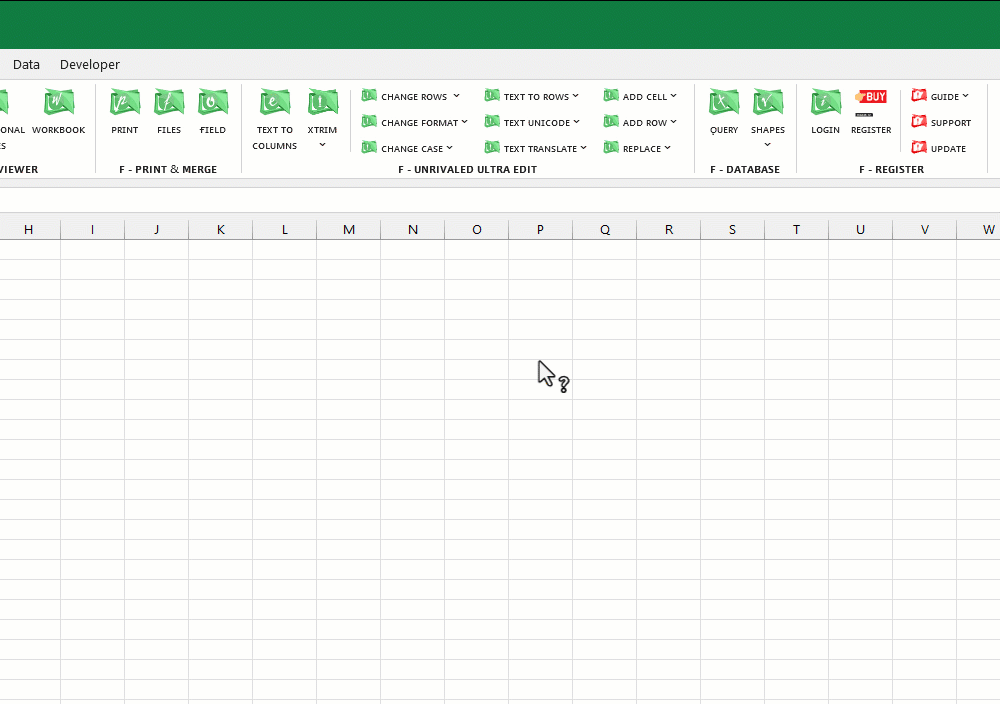 Data Developer
ONAL WORKBOOK
S
VIEWER
PRINT FILES FIELD
F - PRINT & MERGE
TEXT TO COLUMNS
XTRIM
CHANGE ROWS TEXT TO ROWS ADD CELL
CHANGE FORMAT TEXT UNICODE ADD ROW
CHANGE CASE TEXT TRANSLATE REPLACE
F - UNRIVALED ULTRA EDIT
QUERY SHAPES
F - DATABASE
LOGIN BUY REGISTER
GUIDE
SUPPORT
UPDATE
F - REGISTER
H I J K L M N O P Q R S T U V W